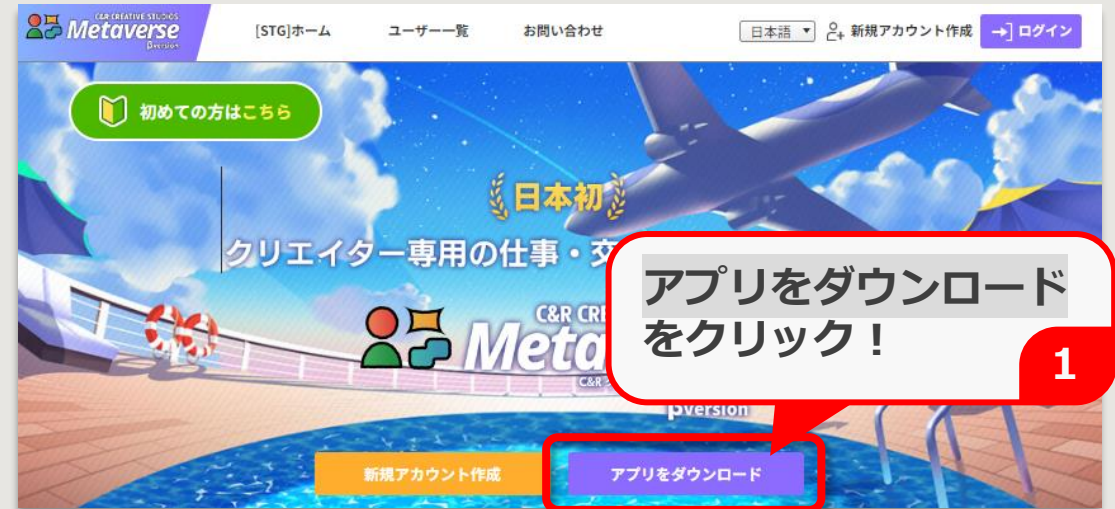 C&R CREATIVE STUDIOS
Metaverse
βversion
[STG]ホーム
ユーザー一覧
お問い合わせ
日本語
新規アカウント作成
ログイン
初めての方はこちら
日本初
クリエイター専用の仕事・交
アプリをダウンロード
をクリック！
1
C&R CRE
Meta
C&R
βversion
新規アカウント作成
アプリをダウンロード